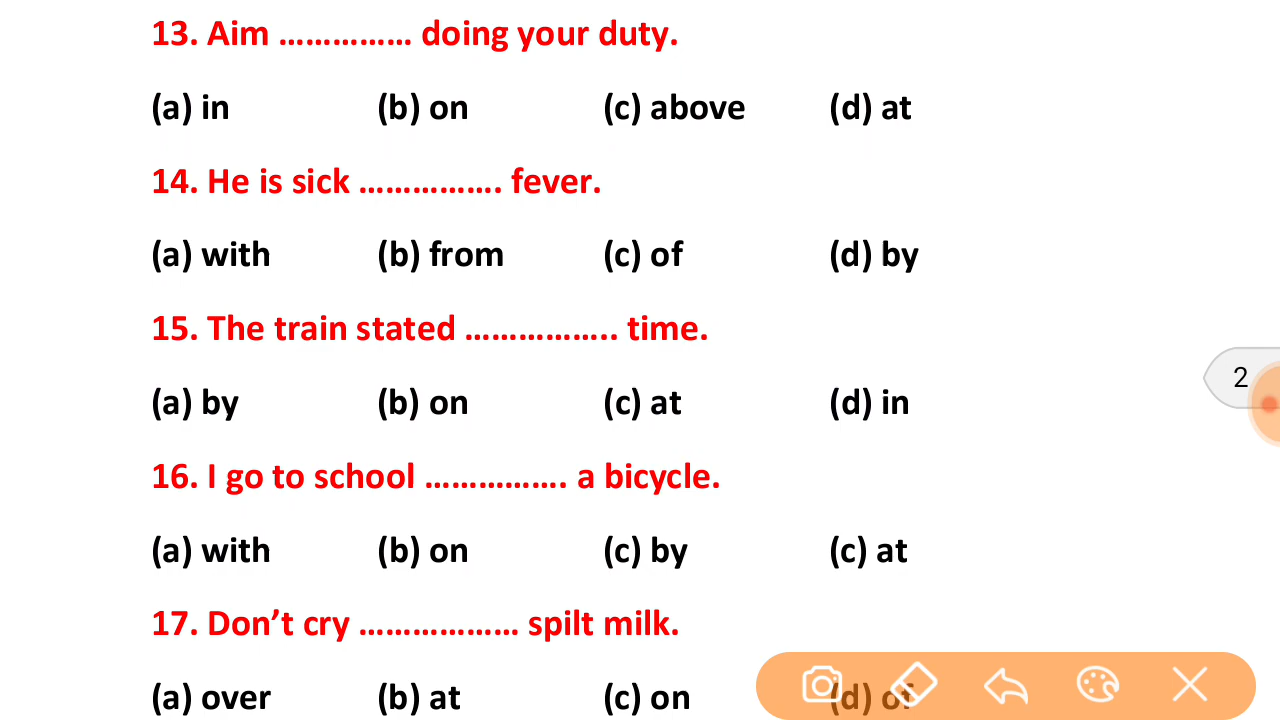 13. Aim …………… doing your duty.
(a) in (b) on (c) above (d) at
14. He is sick ……………. fever.
(a) with (b) from (c) of (d) by
15. The train stated …………….. time.
(a) by (b) on (c) at (d) in
2
16. I go to school ……………. a bicycle.
(a) with (b) on (c) by (c) at
17. Don’t cry ……………… spilt milk.
(a) over (b) at (c) on (d) of